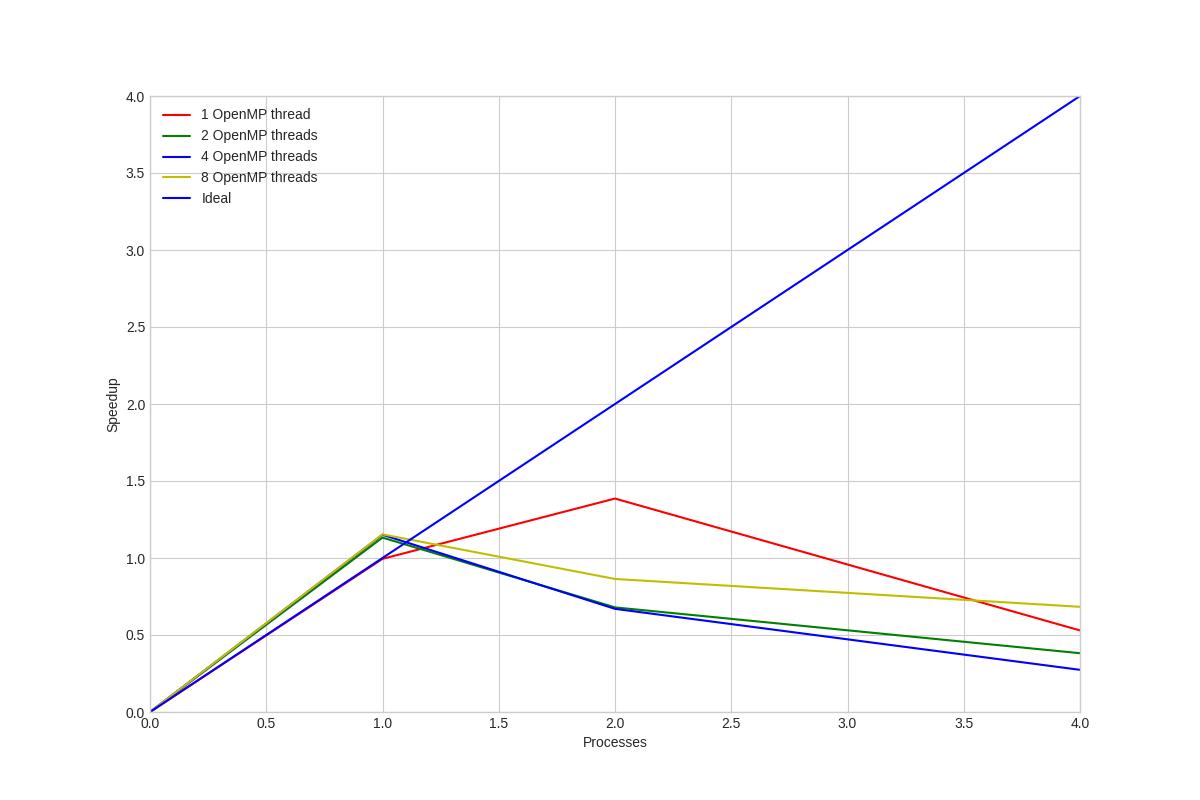 4.0
3.5
3.0
2.5
2.0
1.5
1.0
0.5
0.0
Speedup
1 OpenMP thread
2 OpenMP threads
4 OpenMP threads
8 OpenMP threads
Ideal
0.0 0.5 1.0 1.5 2.0 2.5 3.0 3.5 4.0
Processes